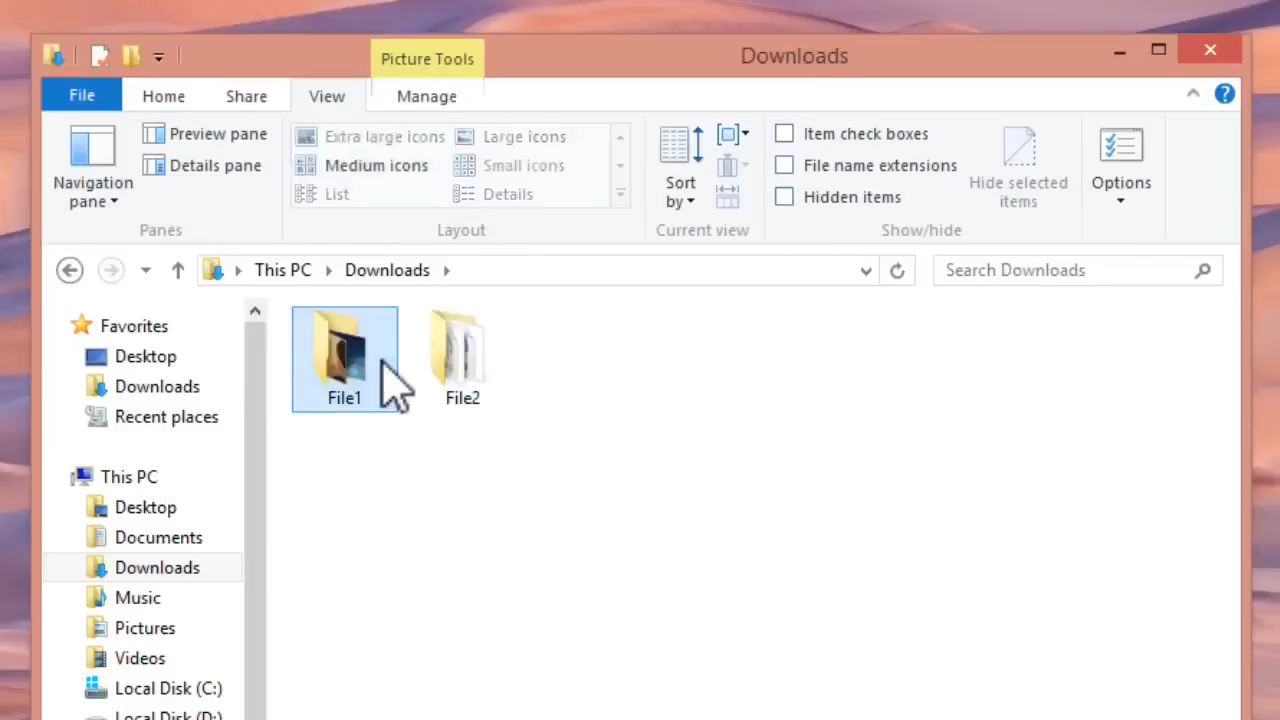 Picture Tools
Downloads
File
Home
Share
View
Manage
Navigation pane
Preview pane
Details pane
Panes
Extra large icons
Large icons
Medium icons
Small icons
List
Details
Layout
Sort by
Current view
Item check boxes
File name extensions
Hidden items
Hide selected items
Show/hide
Options
This PC
Downloads
Search Downloads
Favorites
Desktop
Downloads
Recent places
This PC
Desktop
Documents
Downloads
Music
Pictures
Videos
Local Disk (C:)
Local Disk (D:)
File1
File2